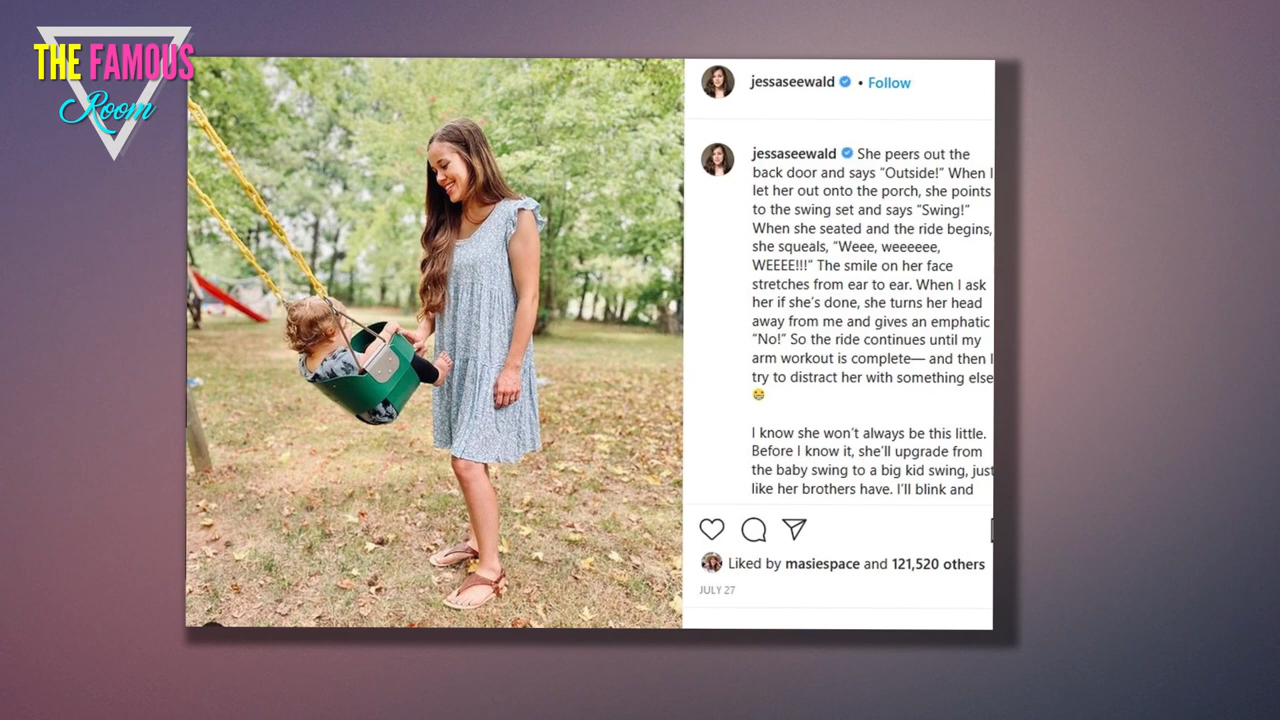 THE FAMOUS
Room
jessaseewald • Follow
jessaseewald She peers out the
back door and says “Outside!” When I
let her out onto the porch, she points
to the swing set and says “Swing!”
When she seated and the ride begins,
she squeals, “Weee, weeeeee,
WEEEE!!!” The smile on her face
stretches from ear to ear. When I ask
her if she’s done, she turns her head
away from me and gives an emphatic
“No!” So the ride continues until my
arm workout is complete— and then I
try to distract her with something else
😁
I know she won’t always be this little.
Before I know it, she’ll upgrade from
the baby swing to a big kid swing, just
like her brothers have. I’ll blink and
Liked by masiespace and 121,520 others
JULY 27